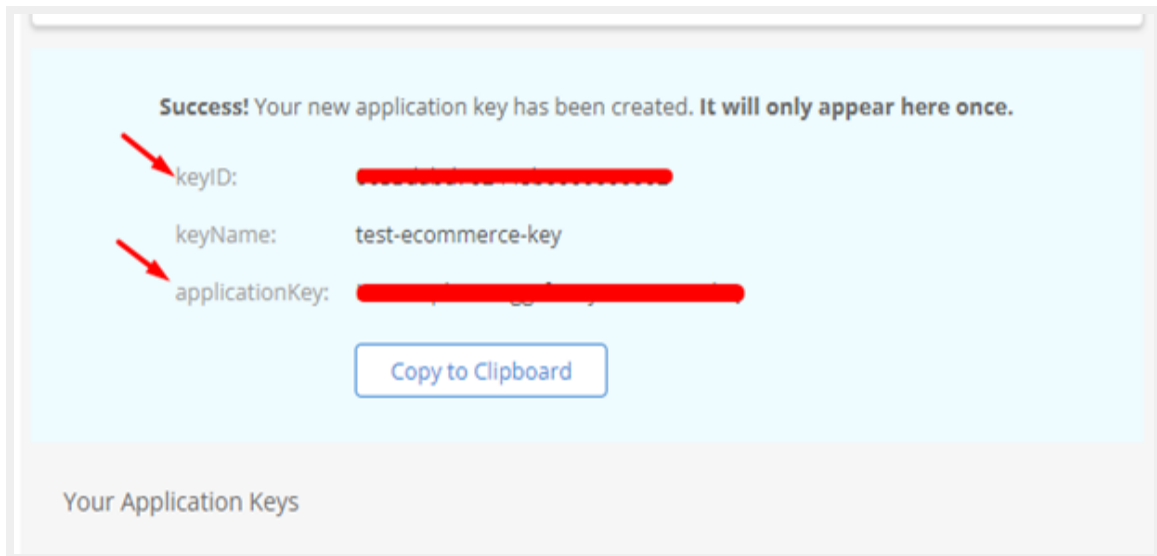 Success! Your new application key has been created. It will only appear here once.
keyID:
keyName: test-ecommerce-key
applicationKey:
Copy to Clipboard
Your Application Keys